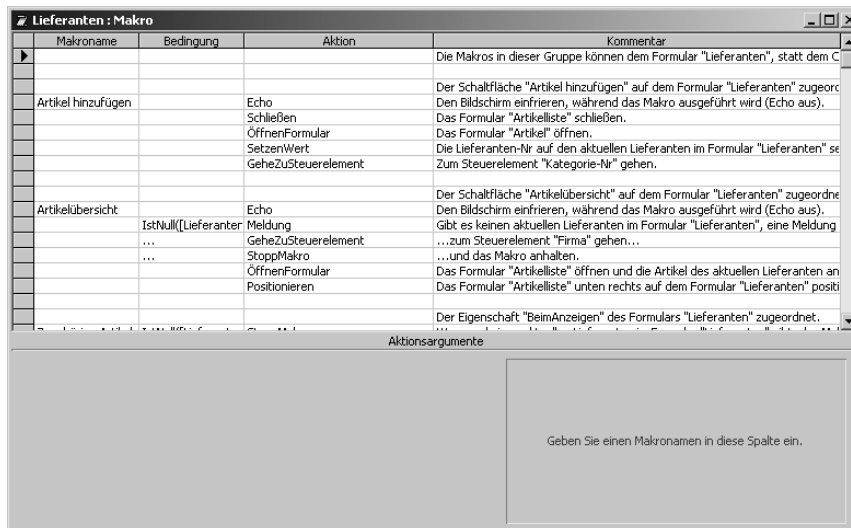 Lieferanten : Makro
Makroname Bedingung Aktion Kommentar
Die Makros in dieser Gruppe können dem Formular "Lieferanten", statt dem C
Der Schaltfläche "Artikel hinzufügen" auf dem Formular "Lieferanten" zugeord
Artikel hinzufügen Echo Den Bildschirm einfrieren, während das Makro ausgeführt wird (Echo aus).
Schließen Das Formular "Artikelliste" schließen.
ÖffnenFormular Das Formular "Artikel" öffnen.
SetzenWert Die Lieferanten-Nr auf den aktuellen Lieferanten im Formular "Lieferanten" se
GeheZuSteuerelement Zum Steuerelement "Kategorie-Nr" gehen.
Der Schaltfläche "Artikelübersicht" auf dem Formular "Lieferanten" zugeordne
Artikelübersicht Echo Den Bildschirm einfrieren, während das Makro ausgeführt wird (Echo aus).
IstNull([Lieferanter Meldung Gibt es keinen aktuellen Lieferanten im Formular "Lieferanten", eine Meldung
... GeheZuSteuerelement ...zum Steuerelement "Firma" gehen...
... StoppMakro ...und das Makro anhalten.
ÖffnenFormular Das Formular "Artikelliste" öffnen und die Artikel des aktuellen Lieferanten an
Positionieren Das Formular "Artikelliste" unten rechts auf dem Formular "Lieferanten" positi
Der Eigenschaft "BeimAnzeigen" des Formulars "Lieferanten" zugeordnet.
Aktionsargumente
Geben Sie einen Makronamen in diese Spalte ein.